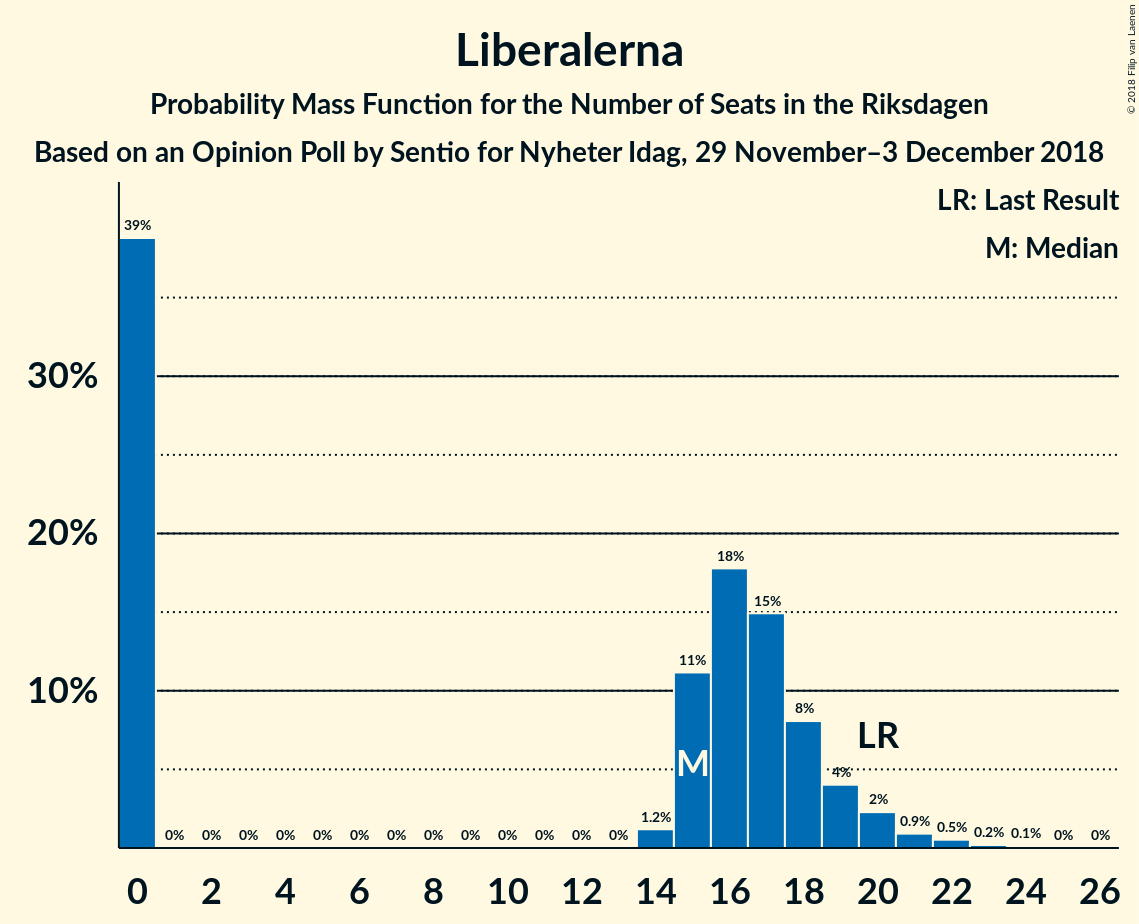 Liberalerna
Probability Mass Function for the Number of Seats in the Riksdagen
Based on an Opinion Poll by Sentio for Nyheter Idag, 29 November–3 December 2018
© 2018 Filip van Laenen
LR: Last Result
M: Median
39%
30%
20%
18%
15%
11%
10%
8%
LR
M
4%
2%
1.2%
0.9%
0.5%
0.2%
0.1%
0% 0% 0% 0% 0% 0% 0% 0% 0% 0% 0% 0% 0% 0% 0%
0 2 4 6 8 10 12 14 16 18 20 22 24 26